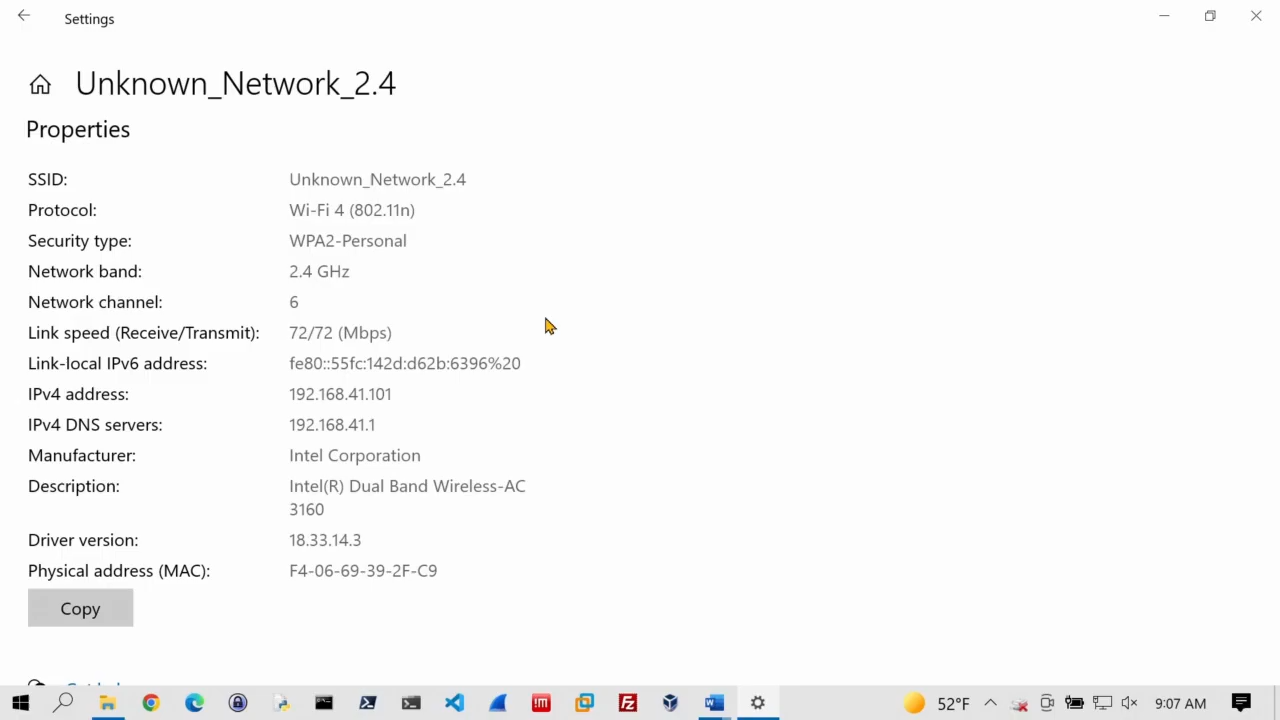 Settings
Unknown_Network_2.4
Properties
SSID: Unknown_Network_2.4
Protocol: Wi-Fi 4 (802.11n)
Security type: WPA2-Personal
Network band: 2.4 GHz
Network channel: 6
Link speed (Receive/Transmit): 72/72 (Mbps)
Link-local IPv6 address: fe80::55fc:142d:d62b:6396%20
IPv4 address: 192.168.41.101
IPv4 DNS servers: 192.168.41.1
Manufacturer: Intel Corporation
Description: Intel(R) Dual Band Wireless-AC
3160
Driver version: 18.33.14.3
Physical address (MAC): F4-06-69-39-2F-C9
Copy
52°F 9:07 AM